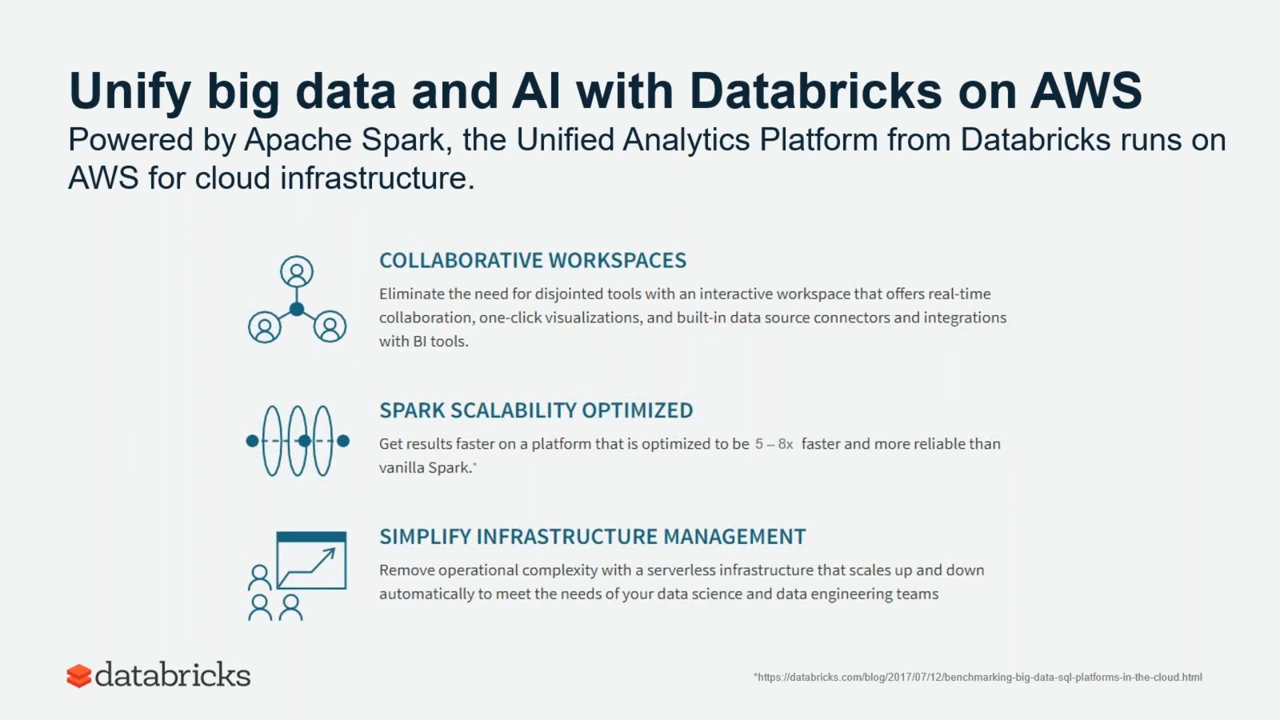 Unify big data and AI with Databricks on AWS
Powered by Apache Spark, the Unified Analytics Platform from Databricks runs on
AWS for cloud infrastructure.
COLLABORATIVE WORKSPACES
Eliminate the need for disjointed tools with an interactive workspace that offers real-time
collaboration, one-click visualizations, and built-in data source connectors and integrations
with BI tools.
SPARK SCALABILITY OPTIMIZED
Get results faster on a platform that is optimized to be 5 – 8x faster and more reliable than
vanilla Spark.*
SIMPLIFY INFRASTRUCTURE MANAGEMENT
Remove operational complexity with a serverless infrastructure that scales up and down
automatically to meet the needs of your data science and data engineering teams
databricks
*https://databricks.com/blog/2017/07/12/benchmarking-big-data-sql-platforms-in-the-cloud.html